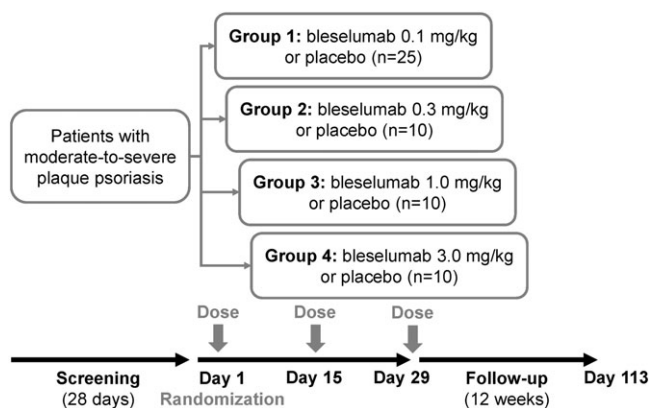 Group 1: bleselumab 0.1 mg/kg
or placebo (n=25)
Group 2: bleselumab 0.3 mg/kg
or placebo (n=10)
Patients with
moderate-to-severe
plaque psoriasis
Group 3: bleselumab 1.0 mg/kg
or placebo (n=10)
Group 4: bleselumab 3.0 mg/kg
or placebo (n=10)
Dose Dose Dose
Screening Day 1 Day 15 Day 29 Follow-up Day 113
(28 days) Randomization (12 weeks)